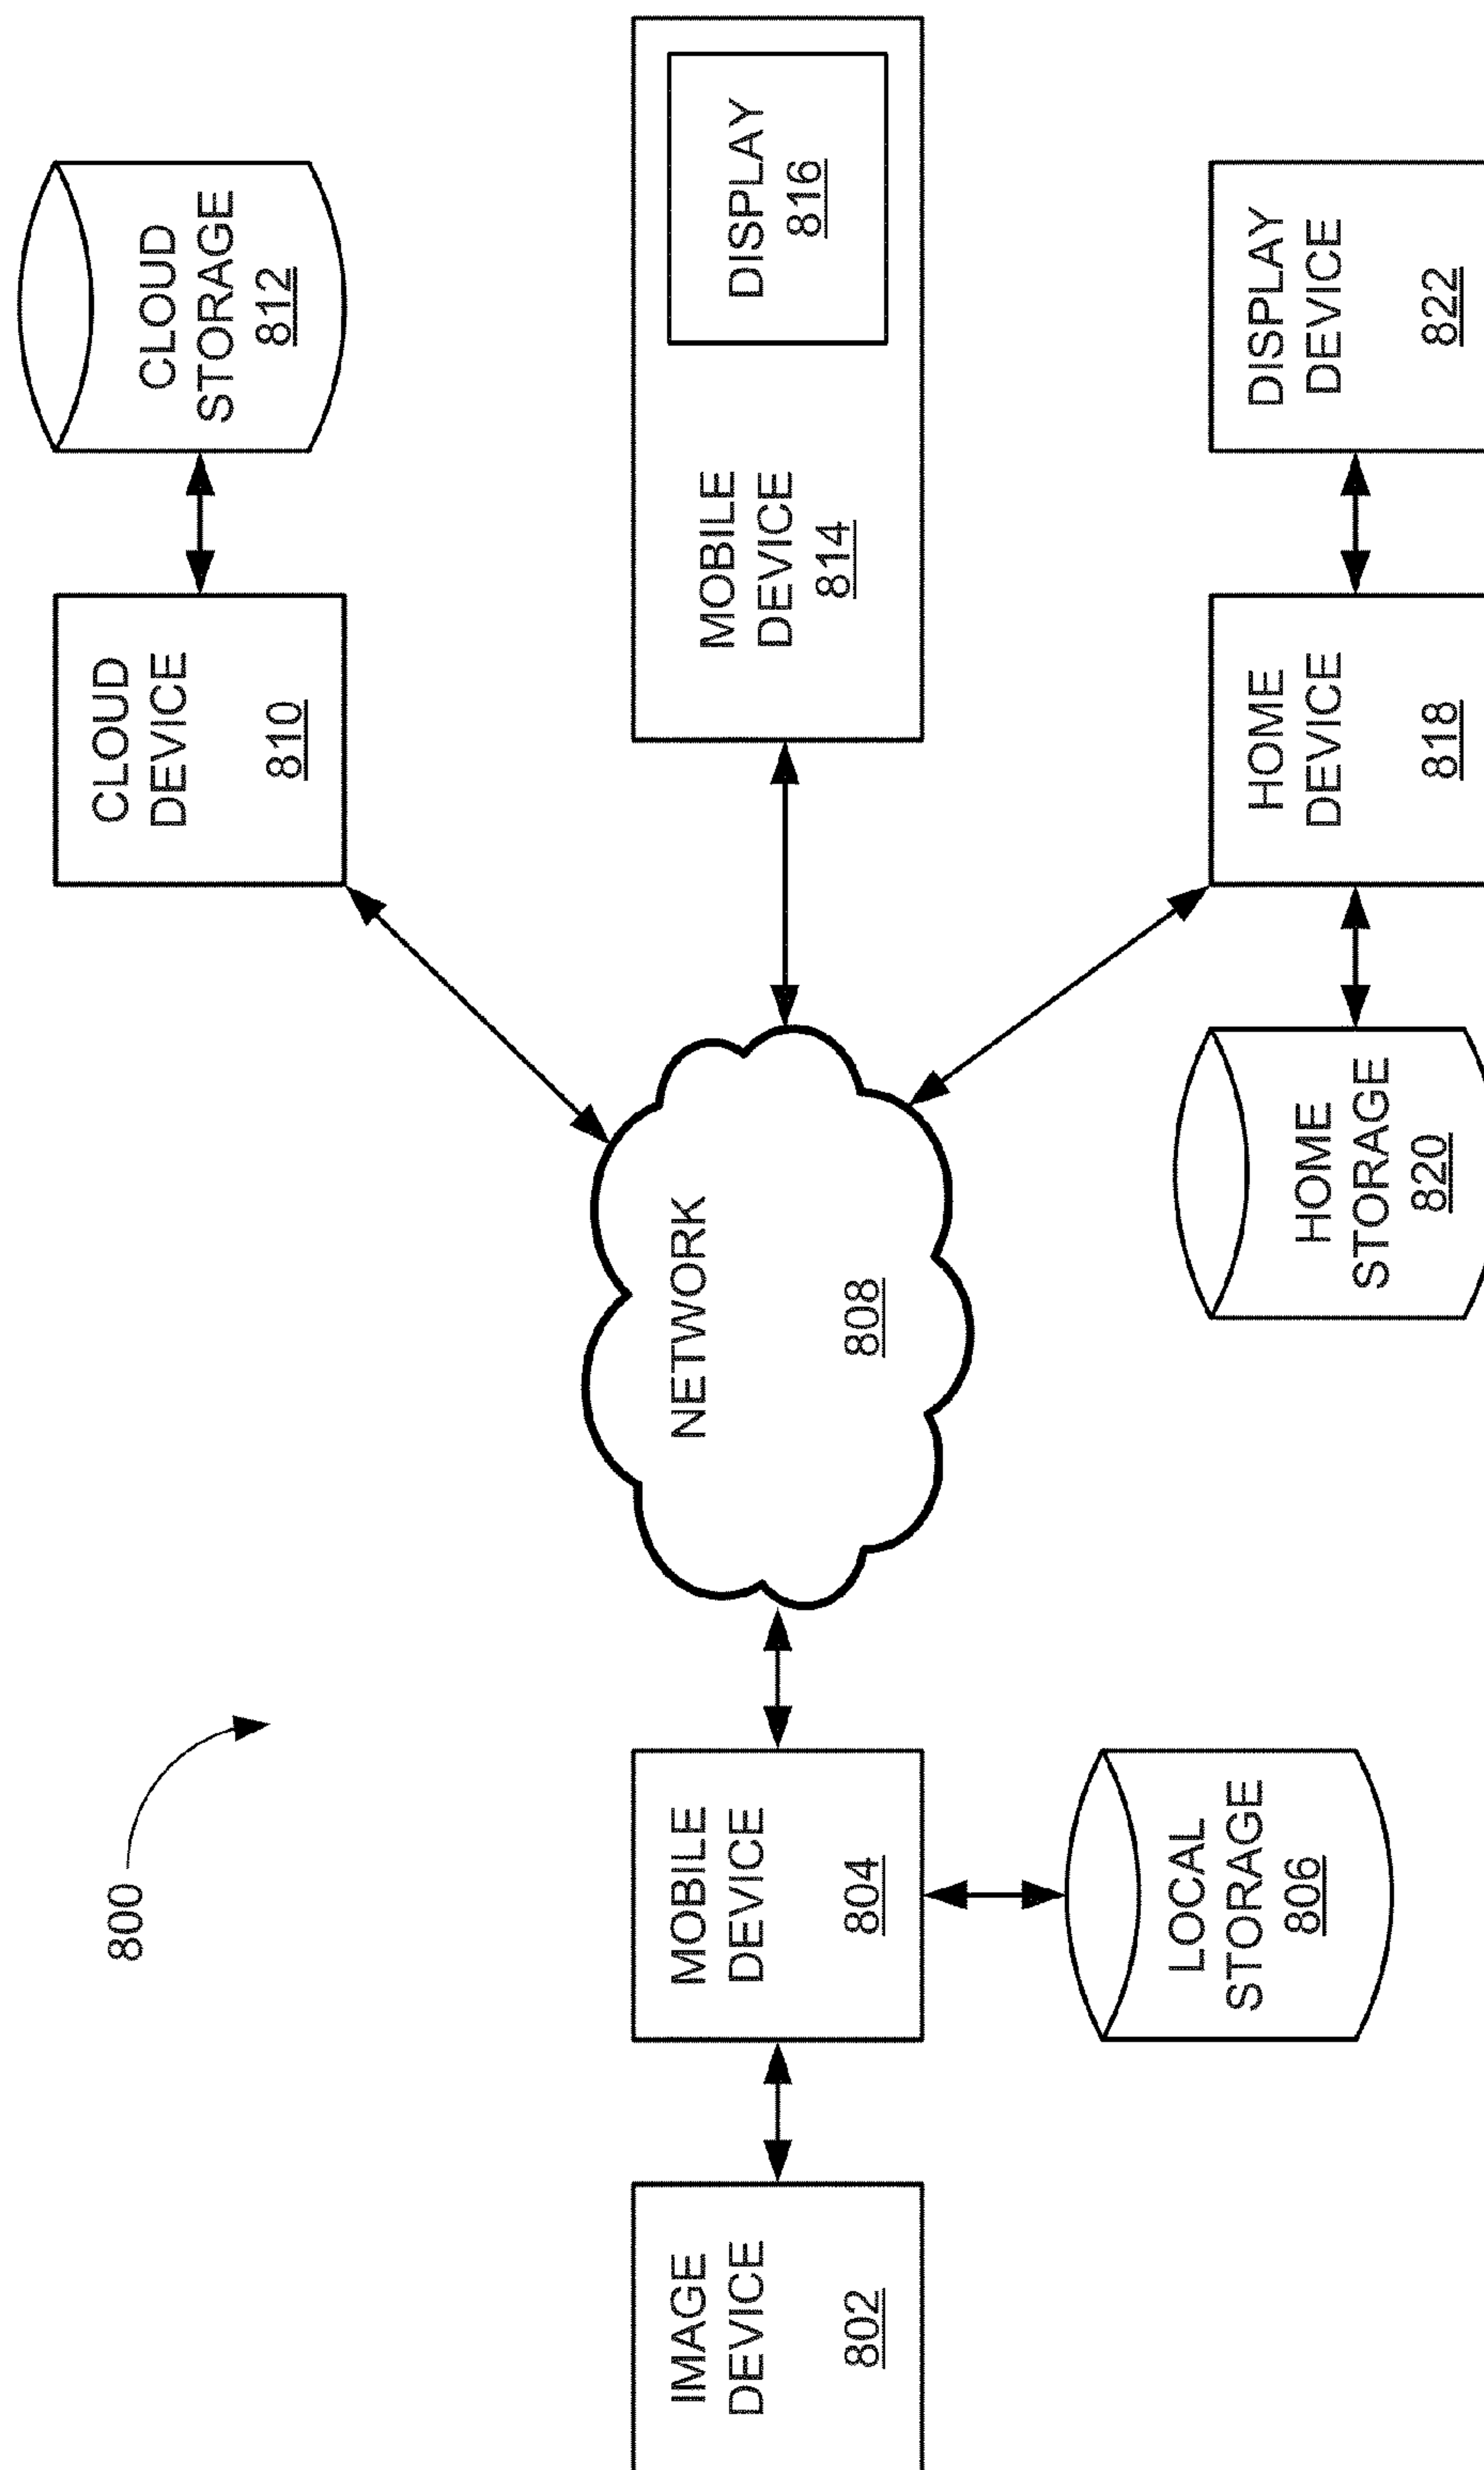 800
IMAGE
DEVICE
802
MOBILE
DEVICE
804
LOCAL
STORAGE
806
NETWORK
808
CLOUD
DEVICE
810
CLOUD
STORAGE
812
MOBILE
DEVICE
814
DISPLAY
816
HOME
STORAGE
820
HOME
DEVICE
818
DISPLAY
DEVICE
822